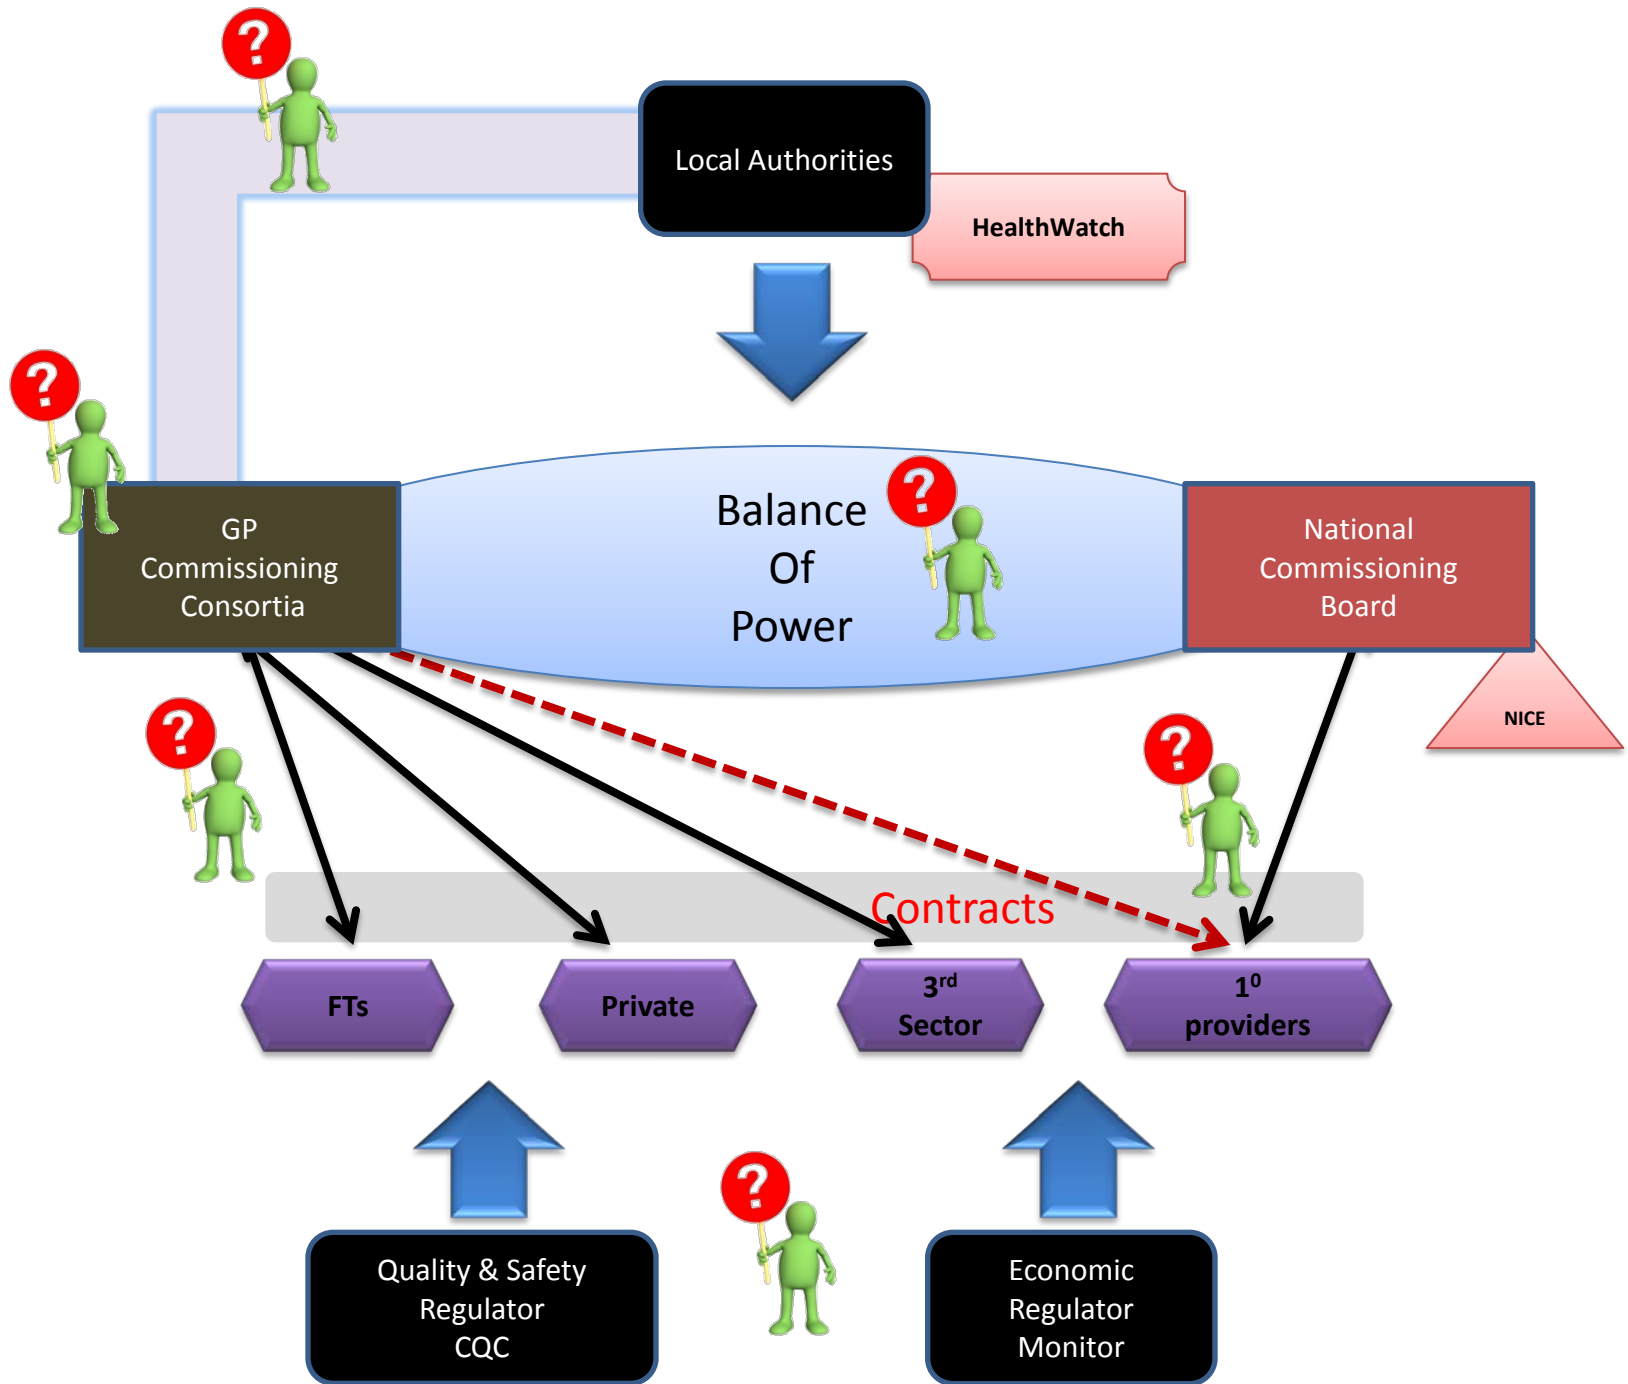 ?
Local Authorities
HealthWatch
?
Balance
Of
Power
?
GP
Commissioning
Consortia
National
Commissioning
Board
NICE
?
?
Contracts
FTs
Private
3rd
Sector
1⁰
providers
?
Quality & Safety
Regulator
CQC
Economic
Regulator
Monitor